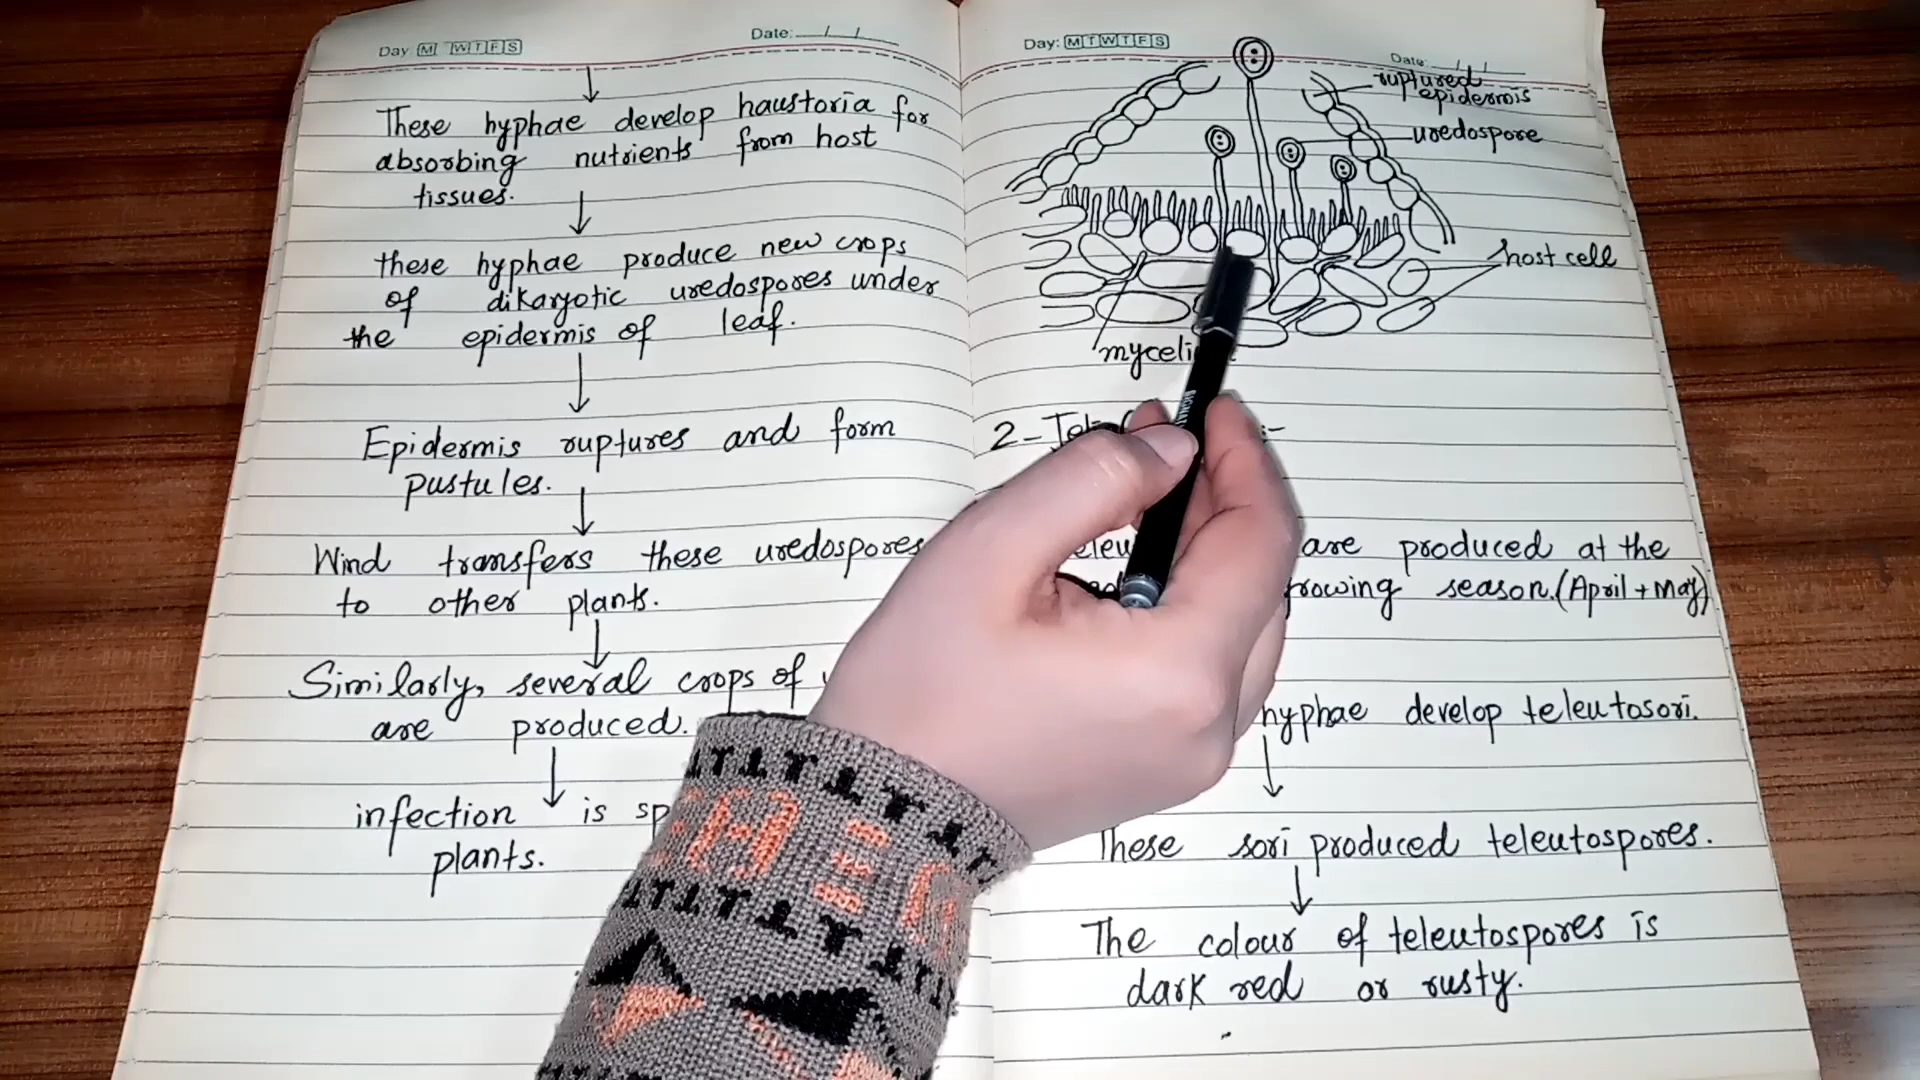 Day: M T W T F S
Date: / /
These hyphae develop haustoria for
absorbing nutrients from host
tissues.
these hyphae produce new crops
of dikaryotic uredospores under
the epidermis of leaf.
Epidermis ruptures and form
pustules.
Wind transfers these uredospores
to other plants.
Similarly, several crops of
are produced.
infection is
plants.
Day: M T W T F S
Date: / /
ruptured
epidermis
uredospore
host cell
2-
are produced at the
growing season. (April + May)
hyphae develop teleutosori.
These sori produced teleutospores.
The colour of teleutospores is
dark red or rusty.